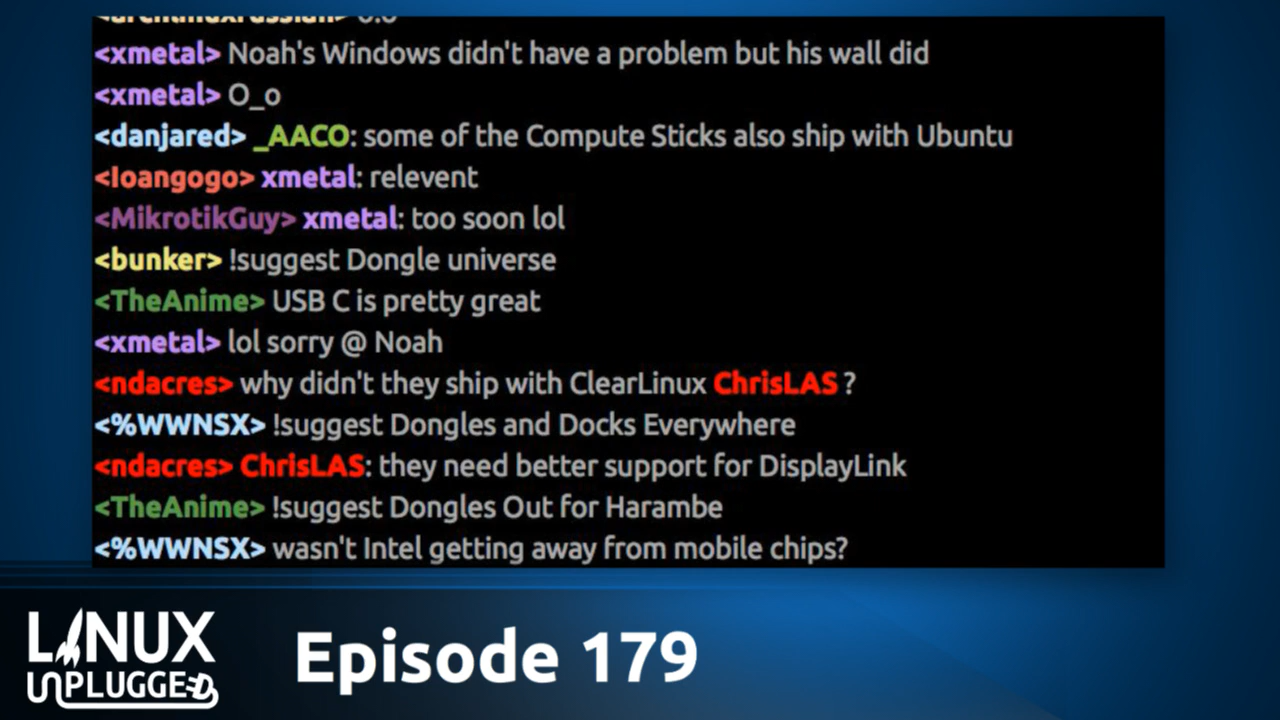 <archlinuxrussian> o.o
<xmetal> Noah's Windows didn't have a problem but his wall did
<xmetal> O_o
<danjared> _AACO: some of the Compute Sticks also ship with Ubuntu
<Ioangogo> xmetal: relevent
<MikrotikGuy> xmetal: too soon lol
<bunker> !suggest Dongle universe
<TheAnime> USB C is pretty great
<xmetal> lol sorry @ Noah
<ndacres> why didn't they ship with ClearLinux ChrisLAS ?
<%WWNSX> !suggest Dongles and Docks Everywhere
<ndacres> ChrisLAS: they need better support for DisplayLink
<TheAnime> !suggest Dongles Out for Harambe
<%WWNSX> wasn't Intel getting away from mobile chips?
LINUX
UNPLUGGED
Episode 179